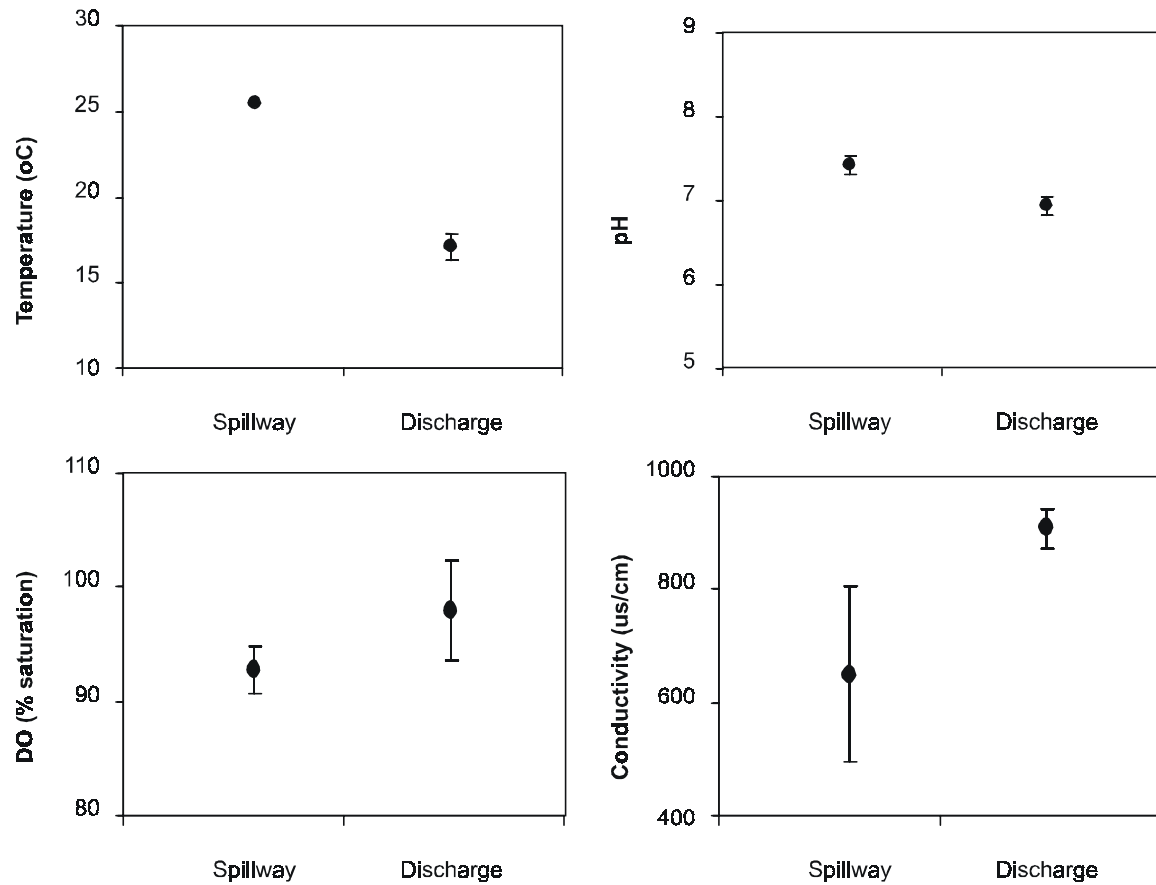 Temperature (oC)
30
25
20
15
10
Spillway Discharge
pH
9
8
7
6
5
Spillway Discharge
DO (% saturation)
110
100
90
80
Spillway Discharge
Conductivity (us/cm)
1000
800
600
400
Spillway Discharge